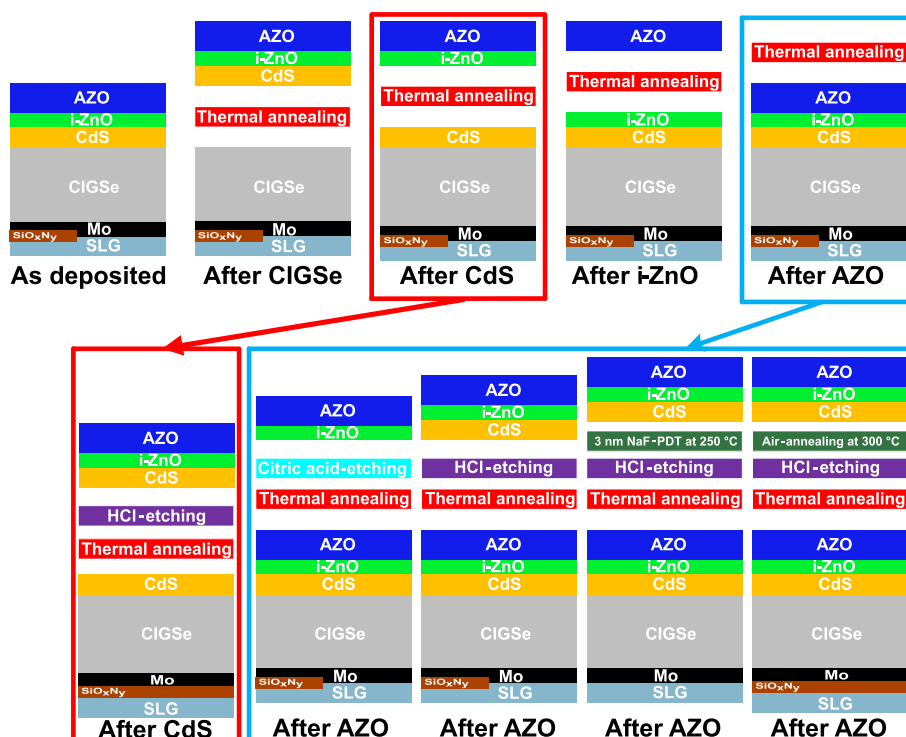 AZO
i-ZnO
CdS
CIGSe
Mo
SiOxNy
SLG
As deposited
AZO
i-ZnO
CdS
Thermal annealing
CIGSe
Mo
SiOxNy
SLG
After CIGSe
AZO
i-ZnO
Thermal annealing
CdS
CIGSe
Mo
SiOxNy
SLG
After CdS
AZO
Thermal annealing
i-ZnO
CdS
CIGSe
Mo
SiOxNy
SLG
After i-ZnO
Thermal annealing
AZO
i-ZnO
CdS
CIGSe
Mo
SiOxNy
SLG
After AZO
AZO
i-ZnO
CdS
HCl-etching
Thermal annealing
CdS
CIGSe
Mo
SiOxNy
SLG
After CdS
AZO
i-ZnO
Citric acid-etching
Thermal annealing
AZO
i-ZnO
CdS
CIGSe
Mo
SiOxNy
SLG
After AZO
AZO
i-ZnO
CdS
HCl-etching
Thermal annealing
AZO
i-ZnO
CdS
CIGSe
Mo
SiOxNy
SLG
After AZO
AZO
i-ZnO
CdS
3 nm NaF-PDT at 250 °C
HCl-etching
Thermal annealing
AZO
i-ZnO
CdS
CIGSe
Mo
SLG
After AZO
AZO
i-ZnO
CdS
Air-annealing at 300 °C
HCl-etching
Thermal annealing
AZO
i-ZnO
CdS
CIGSe
Mo
SiOxNy
SLG
After AZO